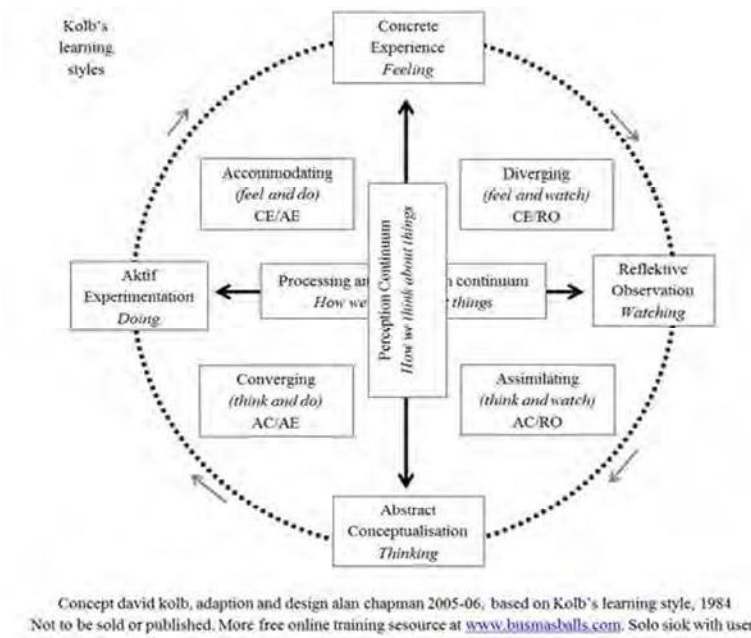 Kolb's
learning
styles
Concrete
Experience
Feeling
Accommodating
(feel and do)
CE/AE
Diverging
(feel and watch)
CE/RO
Aktif
Experimentation
Doing
Processing an
n continuum
How we
t things
Perception Continuum
How we think about things
Reflektive
Observation
Watching
Converging
(think and do)
AC/AE
Assimilating
(think and watch)
AC/RO
Abstract
Conceptualisation
Thinking
Concept david kolb, adaption and design alan chapman 2005-06, based on Kolb's learning style, 1984
Not to be sold or published. More free online training sesource at www.busmasballs.com. Solo siok with user